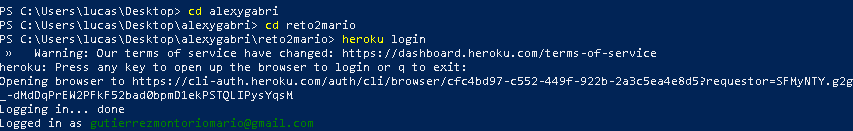 PS C:\Users\lucas\Desktop> cd alexygabri
PS C:\Users\lucas\Desktop\alexygabri> cd reto2mario
PS C:\Users\lucas\Desktop\alexygabri\reto2mario> heroku login
 »   Warning: Our terms of service have changed: https://dashboard.heroku.com/terms-of-service
heroku: Press any key to open up the browser to login or q to exit:
Opening browser to https://cli-auth.heroku.com/auth/cli/browser/cfc4bd97-c552-449f-922b-2a3c5ea4e8d5?requestor=SFMyNTY.g2g
_-dMdDqPrEW2PFkF52bad0bpmD1ekPSTQLIPysYqsM
Logging in... done
Logged in as gutierrezmontoriomario@gmail.com